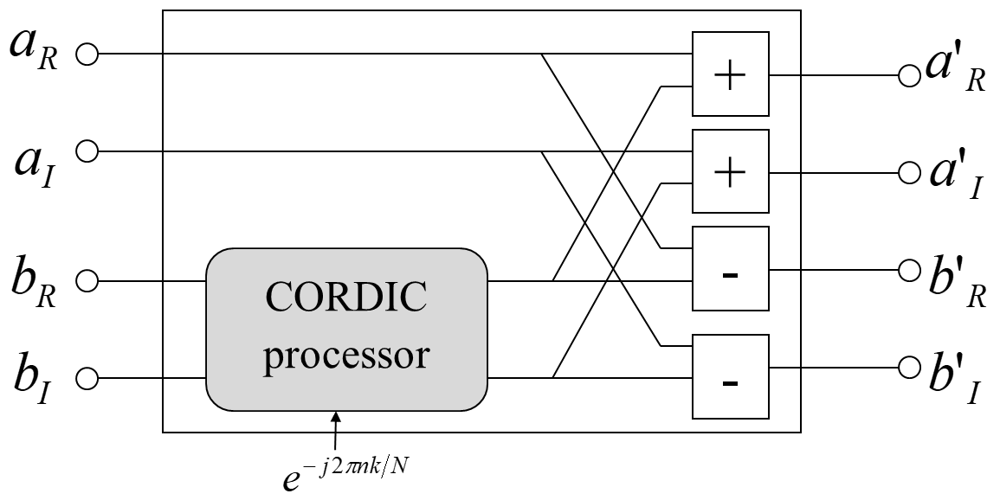 a_R
+
a'_R
a_I
+
a'_I
b_R
CORDIC
processor
-
b'_R
b_I
-
b'_I
e^{-j2πnk/N}